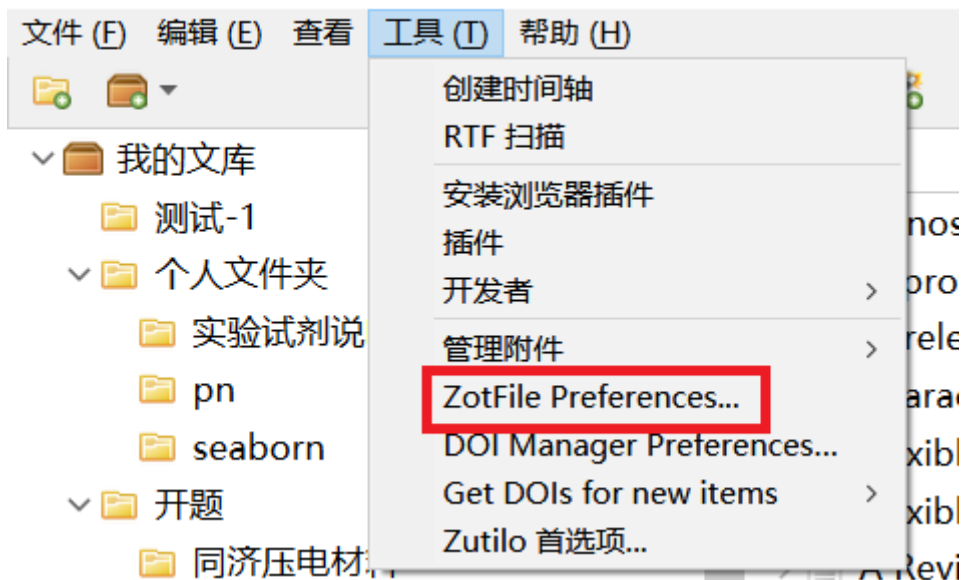 文件 (F) 编辑 (E) 查看 工具 (T) 帮助 (H)
创建时间轴
RTF 扫描
我的文库
安装浏览器插件
测试-1
插件
个人文件夹
开发者
实验试剂说
管理附件
pn
ZotFile Preferences...
seaborn
DOI Manager Preferences...
开题
Get DOIs for new items
Zutilo 首选项...
同济压电材